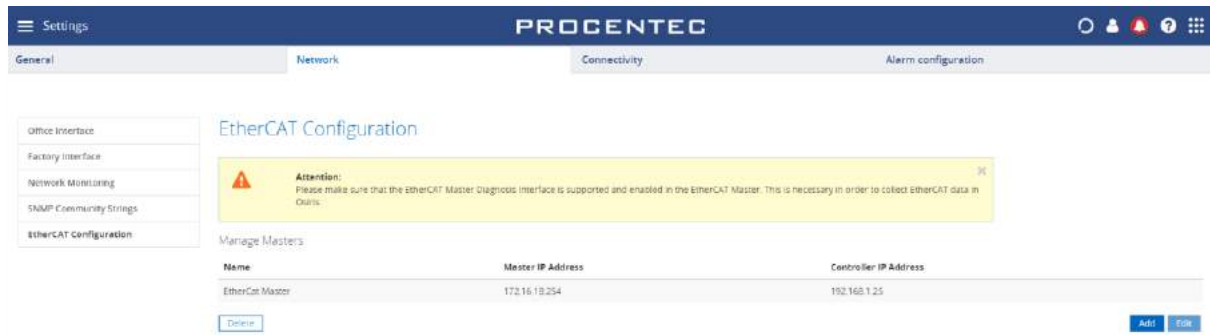 Settings
PROCENTEC
General
Network
Connectivity
Alarm configuration
Office Interface
Factory Interface
Network Monitoring
SNMP Community Strings
EtherCAT Configuration
EtherCAT Configuration
Attention:
Please make sure that the EtherCAT Master Diagnosis Interface is supported and enabled in the EtherCAT Master. This is necessary in order to collect EtherCAT data in
Osiris.
Manage Masters
Name Master IP Address Controller IP Address
EtherCat Master 172.16.18.254 192.168.1.25
Delete
Add
Edit